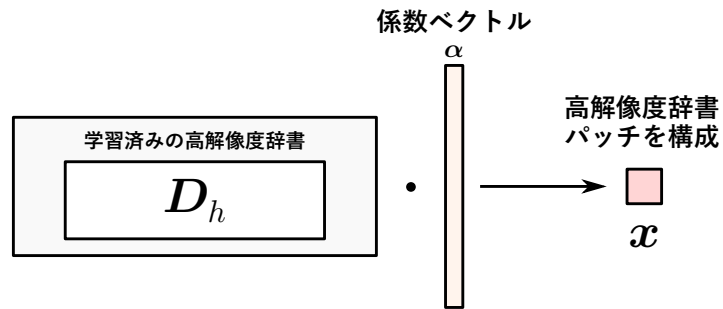 係数ベクトル
α
学習済みの高解像度辞書
D_h
·
高解像度辞書
パッチを構成
x